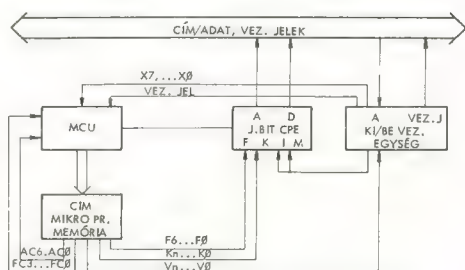 CÍM/ADAT, VEZ. JELEK
X7,...XØ
VEZ. JEL
MCU
A D
J.BIT CPE
F K I M
A VEZ.J
KI/BE VEZ.
EGYSÉG
CIM
MIKRO PR.
MEMÓRIA
AC6.ACØ
FC3...FCØ
F6...FØ
Kn...KØ
Vn...VØ